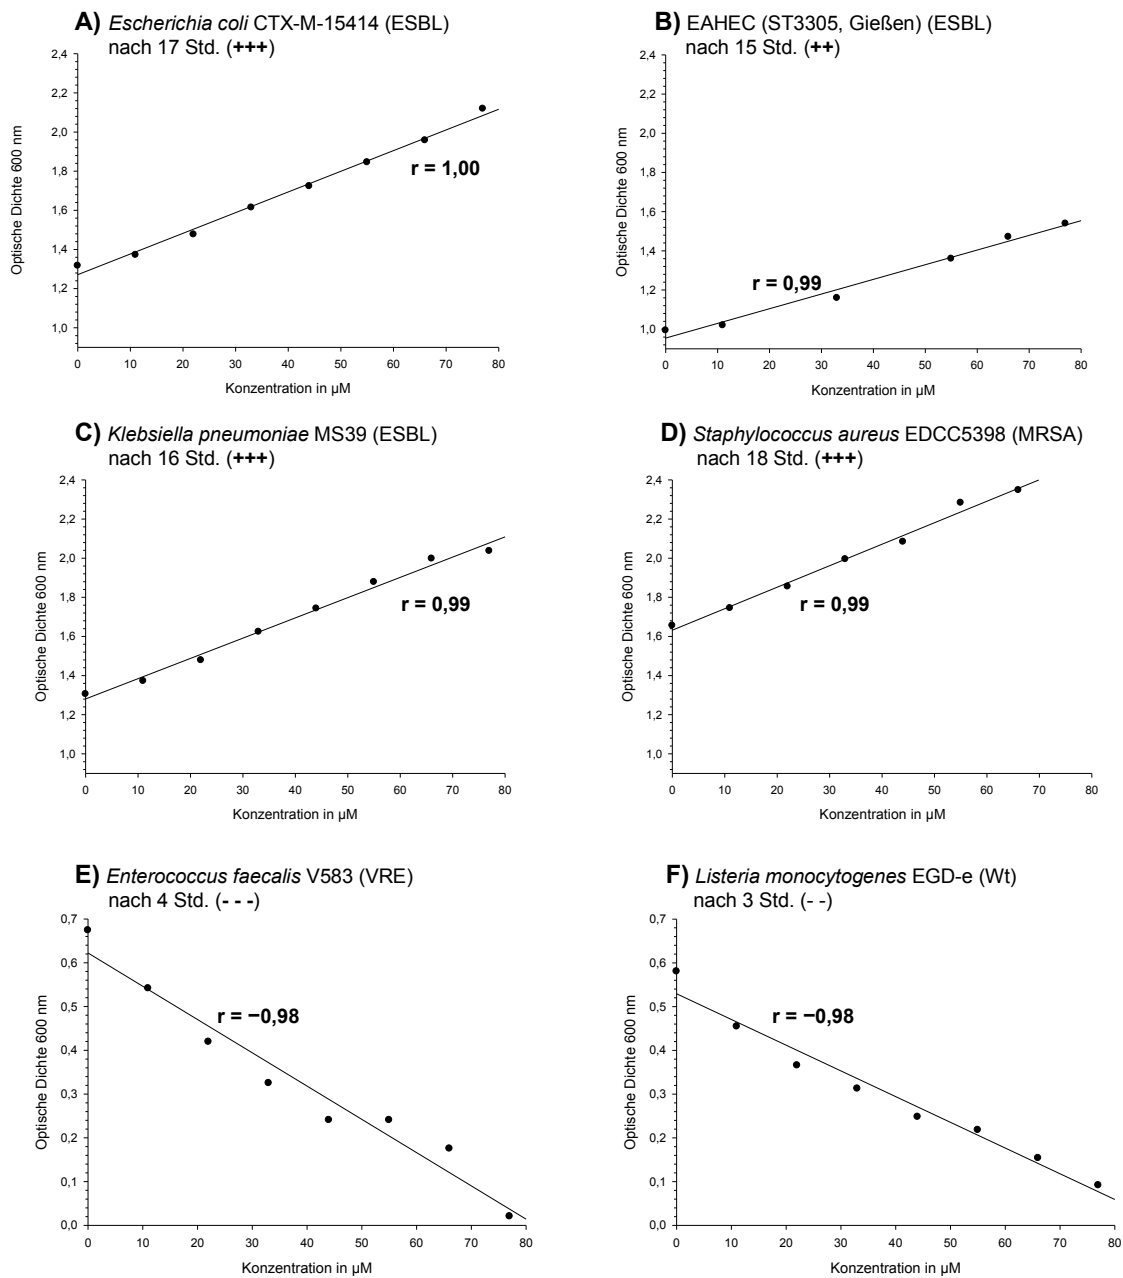 A) Escherichia coli CTX-M-15414 (ESBL)
nach 17 Std. (+++)
2,4
2,2
2,0
1,8
1,6
1,4
1,2
1,0
Optische Dichte 600 nm
r = 1,00
0 10 20 30 40 50 60 70 80
Konzentration in µM
B) EAHEC (ST3305, Gießen) (ESBL)
nach 15 Std. (++)
2,4
2,2
2,0
1,8
1,6
1,4
1,2
1,0
Optische Dichte 600 nm
r = 0,99
0 10 20 30 40 50 60 70 80
Konzentration in µM
C) Klebsiella pneumoniae MS39 (ESBL)
nach 16 Std. (+++)
2,4
2,2
2,0
1,8
1,6
1,4
1,2
1,0
Optische Dichte 600 nm
r = 0,99
0 10 20 30 40 50 60 70 80
Konzentration in µM
D) Staphylococcus aureus EDCC5398 (MRSA)
nach 18 Std. (+++)
2,4
2,2
2,0
1,8
1,6
1,4
1,2
1,0
Optische Dichte 600 nm
r = 0,99
0 10 20 30 40 50 60 70 80
Konzentration in µM
E) Enterococcus faecalis V583 (VRE)
nach 4 Std. (- - -)
0,7
0,6
0,5
0,4
0,3
0,2
0,1
0,0
Optische Dichte 600 nm
r = −0,98
0 10 20 30 40 50 60 70 80
Konzentration in µM
F) Listeria monocytogenes EGD-e (Wt)
nach 3 Std. (- -)
0,7
0,6
0,5
0,4
0,3
0,2
0,1
0,0
Optische Dichte 600 nm
r = −0,98
0 10 20 30 40 50 60 70 80
Konzentration in µM